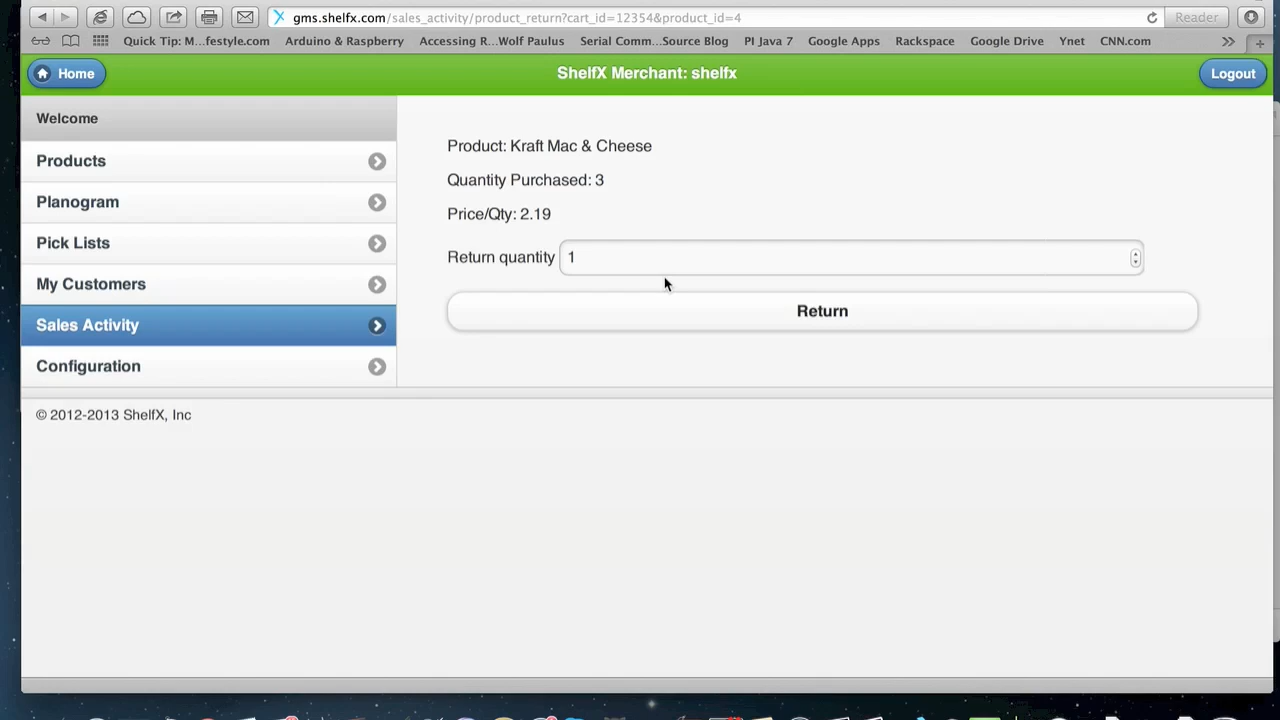 gms.shelfx.com/sales_activity/product_return?cart_id=12354&product_id=4
Reader
Quick Tip: M...festyle.com
Arduino & Raspberry
Accessing R...Wolf Paulus
Serial Comm...Source Blog
PI Java 7
Google Apps
Rackspace
Google Drive
Ynet
CNN.com
Home
ShelfX Merchant: shelfx
Logout
Welcome
Products
Planogram
Pick Lists
My Customers
Sales Activity
Configuration
Product: Kraft Mac & Cheese
Quantity Purchased: 3
Price/Qty: 2.19
Return quantity 1
Return
© 2012-2013 ShelfX, Inc